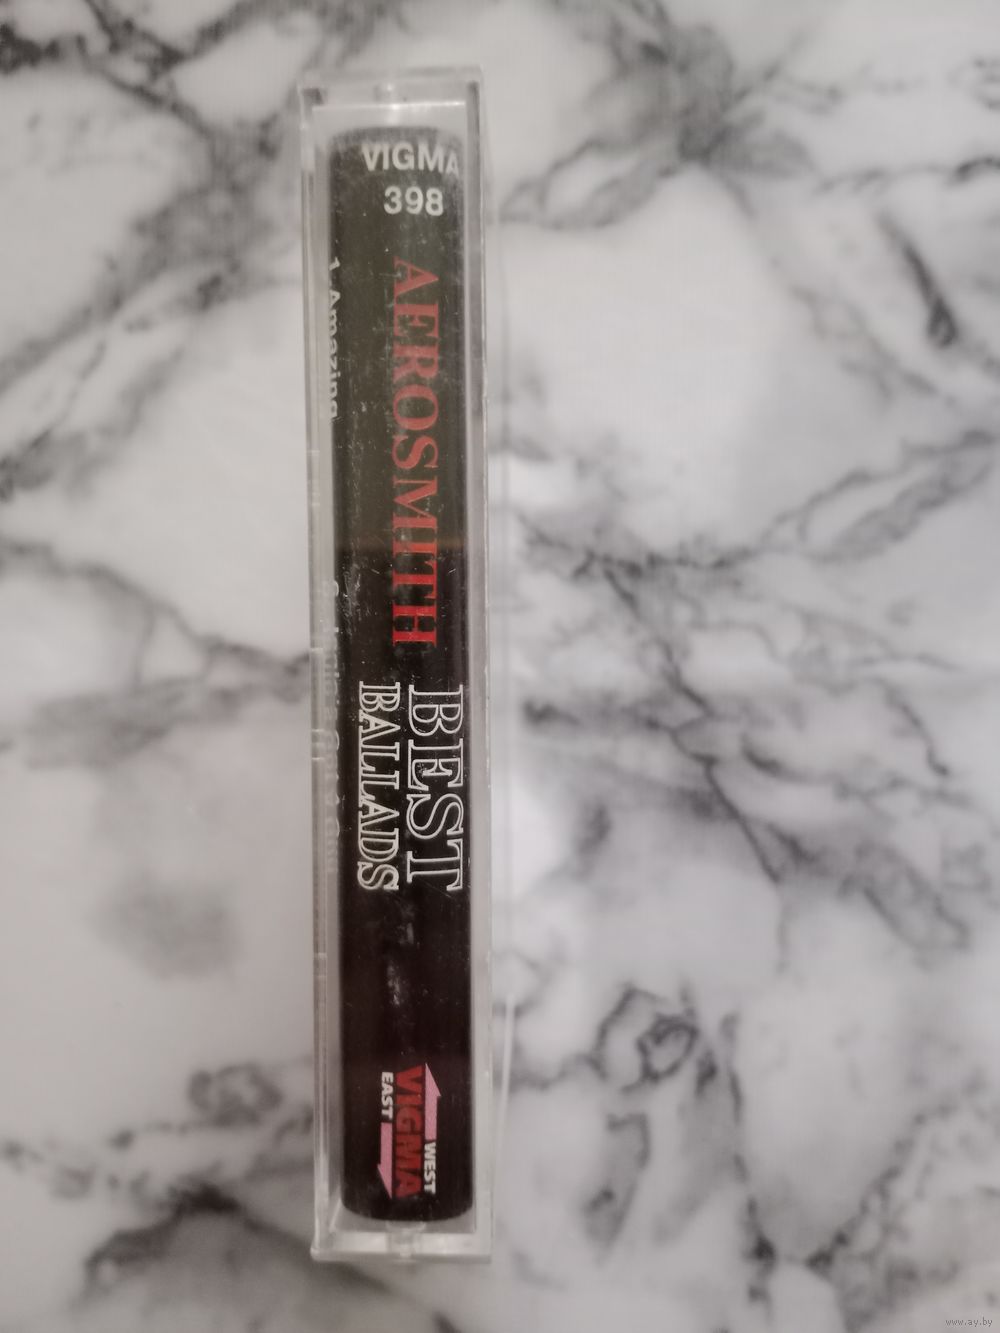 VIGMA
398
AEROSMITH
BEST
BALLADS
1. Amazing
WEST
VIGMA
EAST
www.ay.by